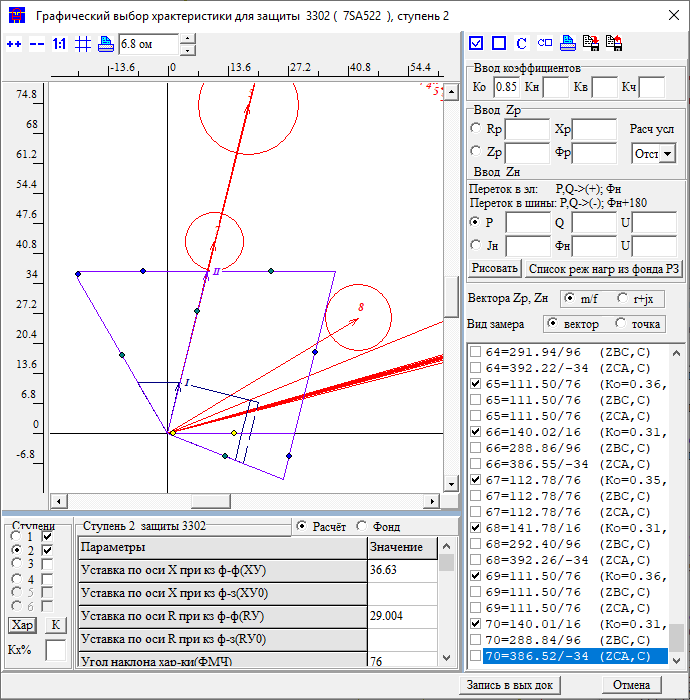 Графический выбор храктеристики для защиты 3302 ( 7SA522 ), ступень 2
++ -- 1:1 6.8 ом
-13.6 0 13.6 27.2 40.8 54.4
74.8
68
61.2
54.4
47.6
40.8
34
27.2
20.4
13.6
6.8
0
-6.8
II
I
8
C
Ввод коэффициентов
Ко 0.85 Кн Кв Кч
Ввод Zр
Rр Xр Расч усл
Zр Фр Отст
Ввод Zн
Переток в зл: P,Q->(+); Фн
Переток в шины: P,Q->(-); Фн+180
P Q U
Jн Фн U
Рисовать Список реж нагр из фонда РЗ
Вектора Zр, Zн m/f r+jx
Вид замера вектор точка
64=291.94/96 (ZBC,C)
64=392.22/-34 (ZCA,C)
65=111.50/76 (Ко=0.36,
65=111.50/76 (ZBC,C)
65=111.50/76 (ZCA,C)
66=140.02/16 (Ко=0.31,
66=288.86/96 (ZBC,C)
66=386.55/-34 (ZCA,C)
67=112.78/76 (Ко=0.35,
67=112.78/76 (ZBC,C)
67=112.78/76 (ZCA,C)
68=141.78/16 (Ко=0.31,
68=292.40/96 (ZBC,C)
68=392.26/-34 (ZCA,C)
69=111.50/76 (Ко=0.36,
69=111.50/76 (ZBC,C)
69=111.50/76 (ZCA,C)
70=140.01/16 (Ко=0.31,
70=288.84/96 (ZBC,C)
70=386.52/-34 (ZCA,C)
Ступени
1
2
3
4
5
6
Хар К
Кх%
Ступень 2 защиты 3302 Расчёт Фонд
Параметры Значение
Уставка по оси X при кз ф-ф(XУ) 36.63
Уставка по оси X при кз ф-з(XУ0)
Уставка по оси R при кз ф-ф(RУ) 29.004
Уставка по оси R при кз ф-з(RУ0)
Угол наклона хар-ки(ФМЧ) 76
Запись в вых док Отмена